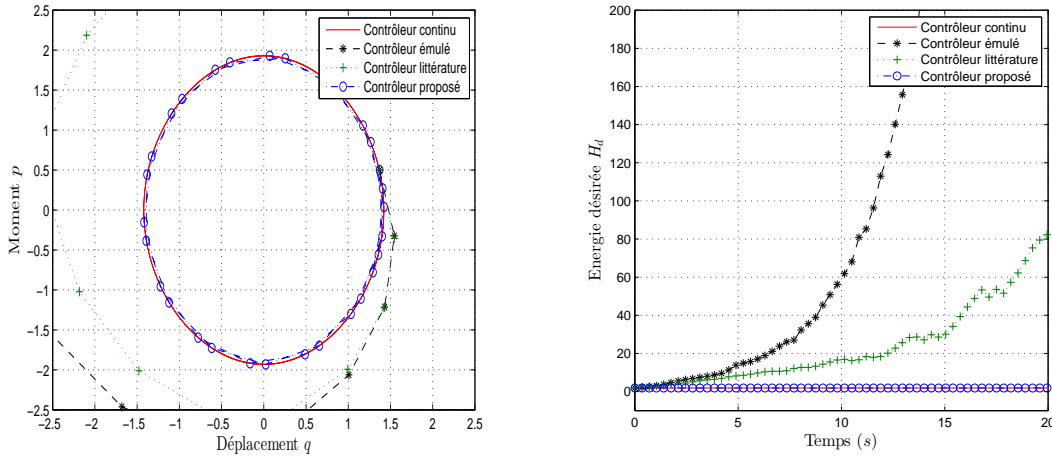 2.5
2
1.5
1
0.5
0
−0.5
−1
−1.5
−2
−2.5
−2.5 −2 −1.5 −1 −0.5 0 0.5 1 1.5 2 2.5
Moment p
Déplacement q
Contrôleur continu
Contrôleur émulé
Contrôleur littérature
Contrôleur proposé
200
180
160
140
120
100
80
60
40
20
0
0 5 10 15 20
Energie désirée H_d
Temps (s)
Contrôleur continu
Contrôleur émulé
Contrôleur littérature
Contrôleur proposé